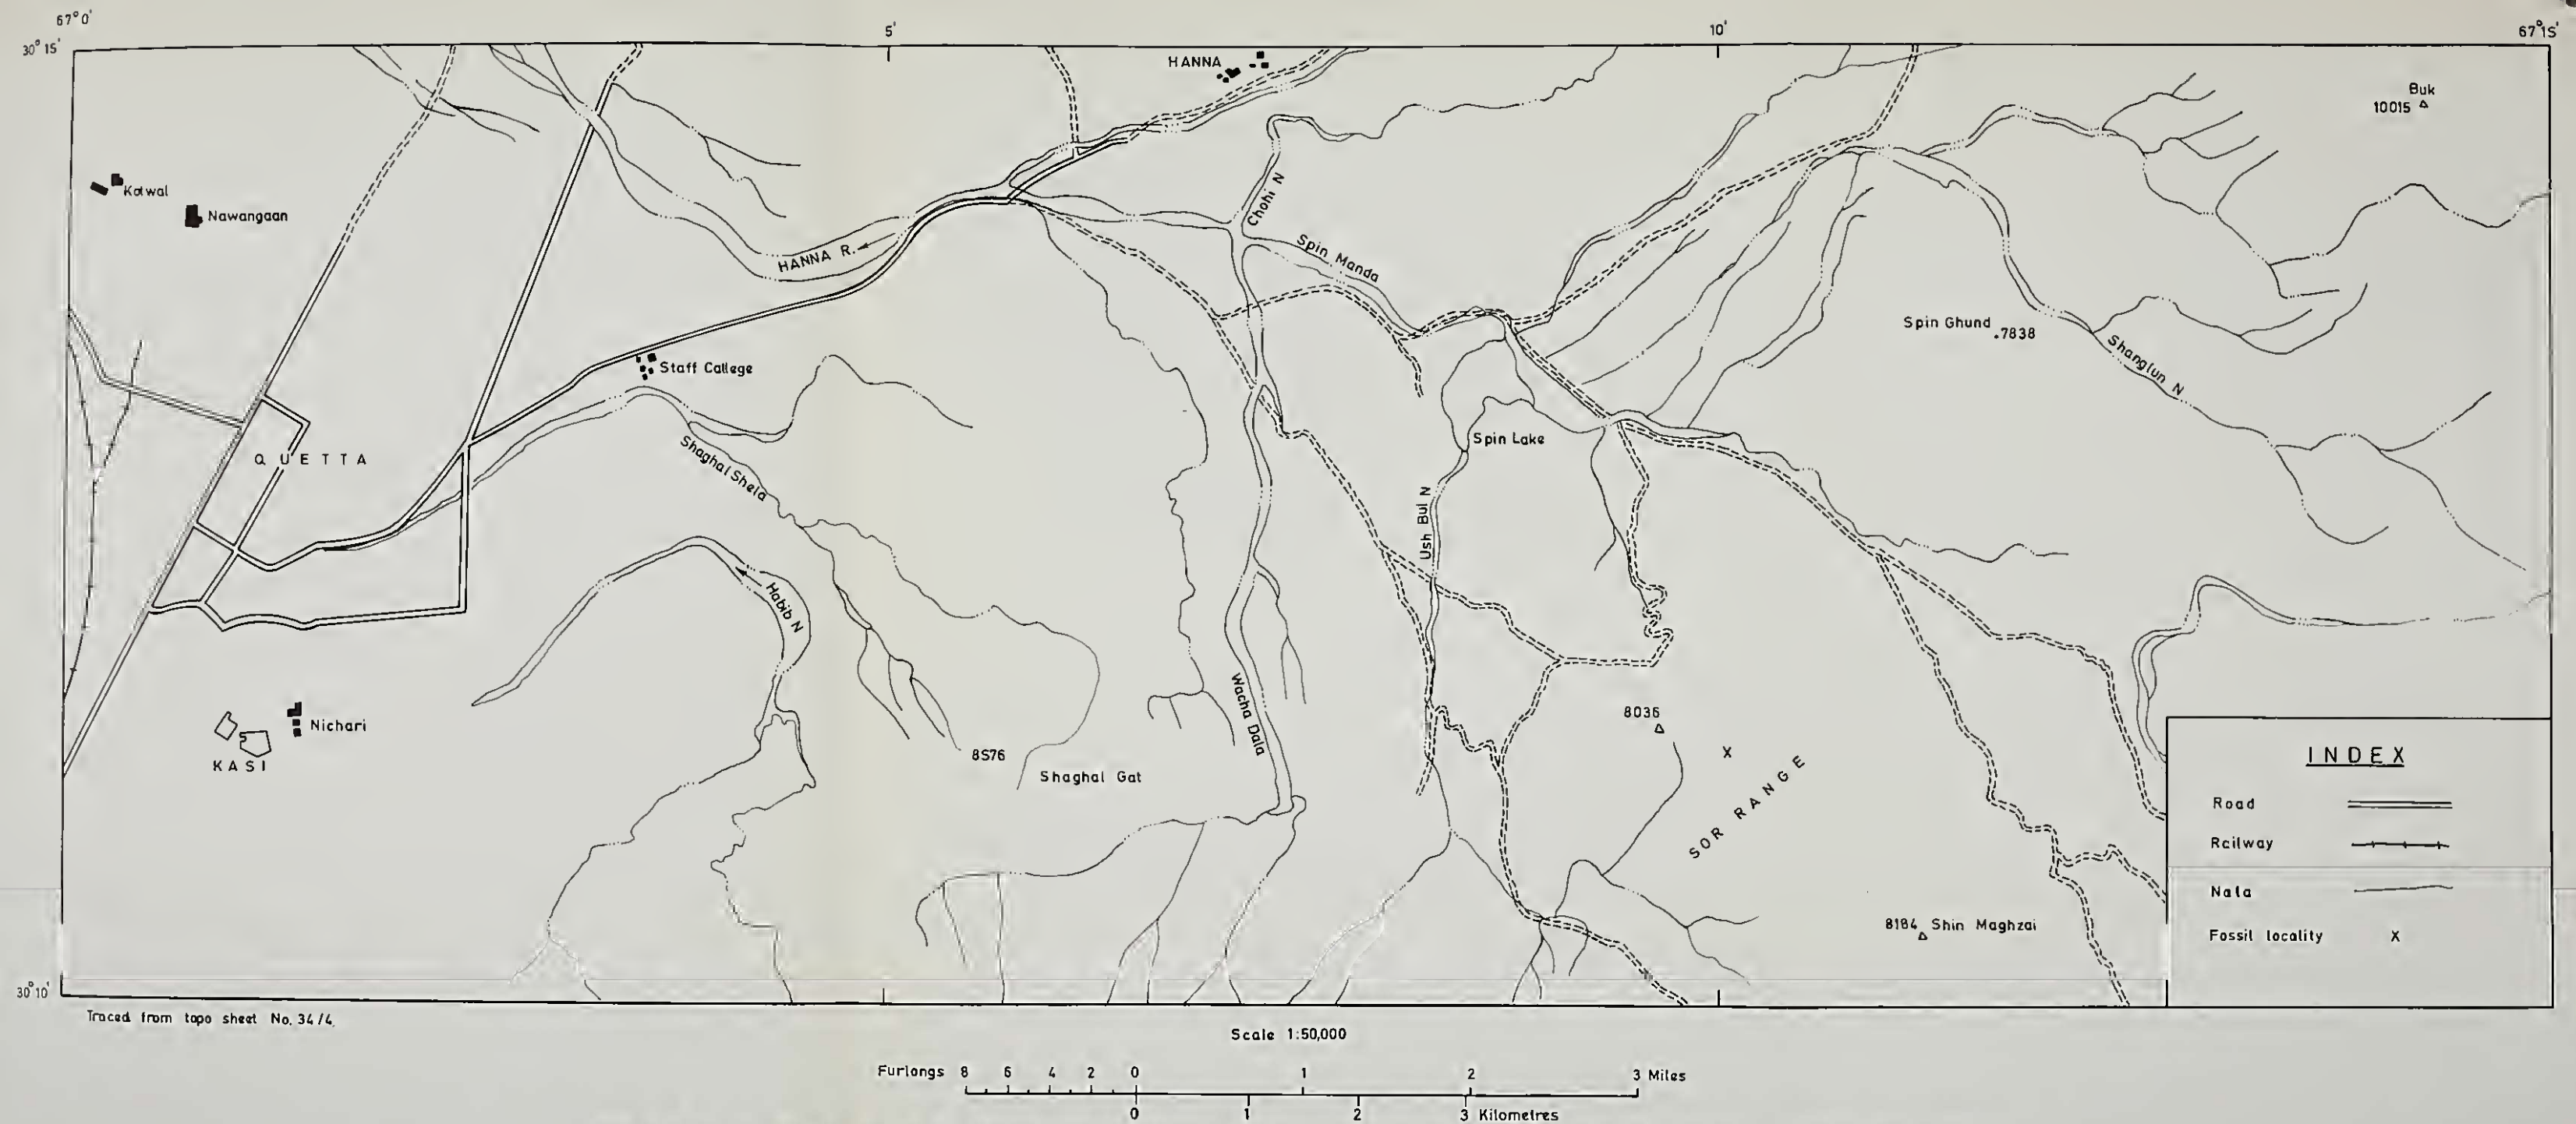 67°0'
5'
10'
67°15'
30°15'
HANNA
Buk
10015
Kotwal
Nawangaan
Chohi N
HANNA R.
Spin Manda
Spin Ghund .7838
Staff College
Shanglun N
QUETTA
Shaghal Shela
Spin Lake
Ush Bul N
Habib N
Wacha Dala
Nichari
KASI
8036
X
8576
Shaghal Gat
SOR RANGE
8184 Shin Maghzai
INDEX
Road
Railway
Nala
Fossil locality X
30°10'
Traced from topo sheet No. 34/4.
Scale 1:50,000
Furlongs 8 6 4 2 0 1 2 3 Miles
0 1 2 3 Kilometres